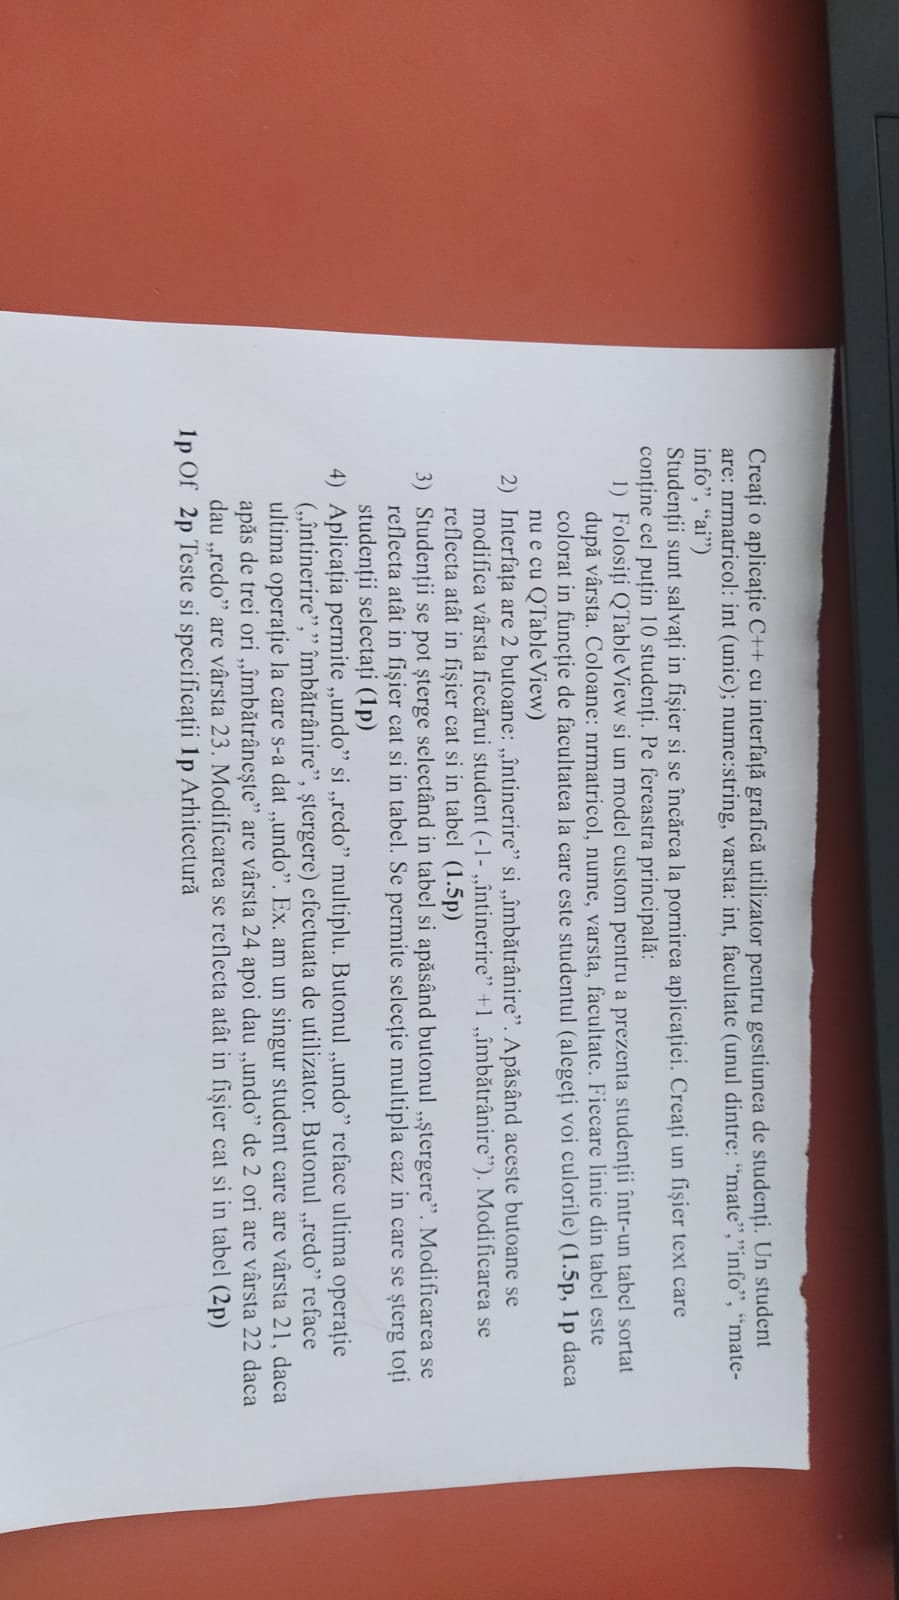 Creați o aplicație C++ cu interfață grafică utilizator pentru gestiunea de studenți. Un student
are: nrmatricol: int (unic); nume:string, varsta: int, facultate (unul dintre: “mate”,”info”, “mate-
info”, “ai”)
Studenții sunt salvați in fișier si se încărca la pornirea aplicației. Creați un fișier text care
conține cel puțin 10 studenți. Pe fereastra principală:
1) Folosiți QTableView si un model custom pentru a prezenta studenții într-un tabel sortat
după vârsta. Coloane: nrmatricol, nume, varsta, facultate. Fiecare linie din tabel este
colorat in funcție de facultatea la care este studentul (alegeți voi culorile) (1.5p, 1p daca
nu e cu QTableView)
2) Interfața are 2 butoane: „întinerire” si „îmbătrânire”. Apăsând aceste butoane se
modifica vârsta fiecărui student (-1- „întinerire” +1 „îmbătrânire”). Modificarea se
reflecta atât in fișier cat si in tabel (1.5p)
3) Studenții se pot șterge selectând in tabel si apăsând butonul „ștergere”. Modificarea se
reflecta atât in fișier cat si in tabel. Se permite selecție multipla caz in care se șterg toți
studenții selectați (1p)
4) Aplicația permite „undo” si „redo” multiplu. Butonul „undo” reface ultima operație
(„întinerire”,” îmbătrânire”, ștergere) efectuata de utilizator. Butonul „redo” reface
ultima operație la care s-a dat „undo”. Ex. am un singur student care are vârsta 21, daca
apăs de trei ori „îmbătrânește” are vârsta 24 apoi dau „undo” de 2 ori are vârsta 22 daca
dau „redo” are vârsta 23. Modificarea se reflecta atât in fișier cat si in tabel (2p)
1p Of 2p Teste si specificații 1p Arhitectură